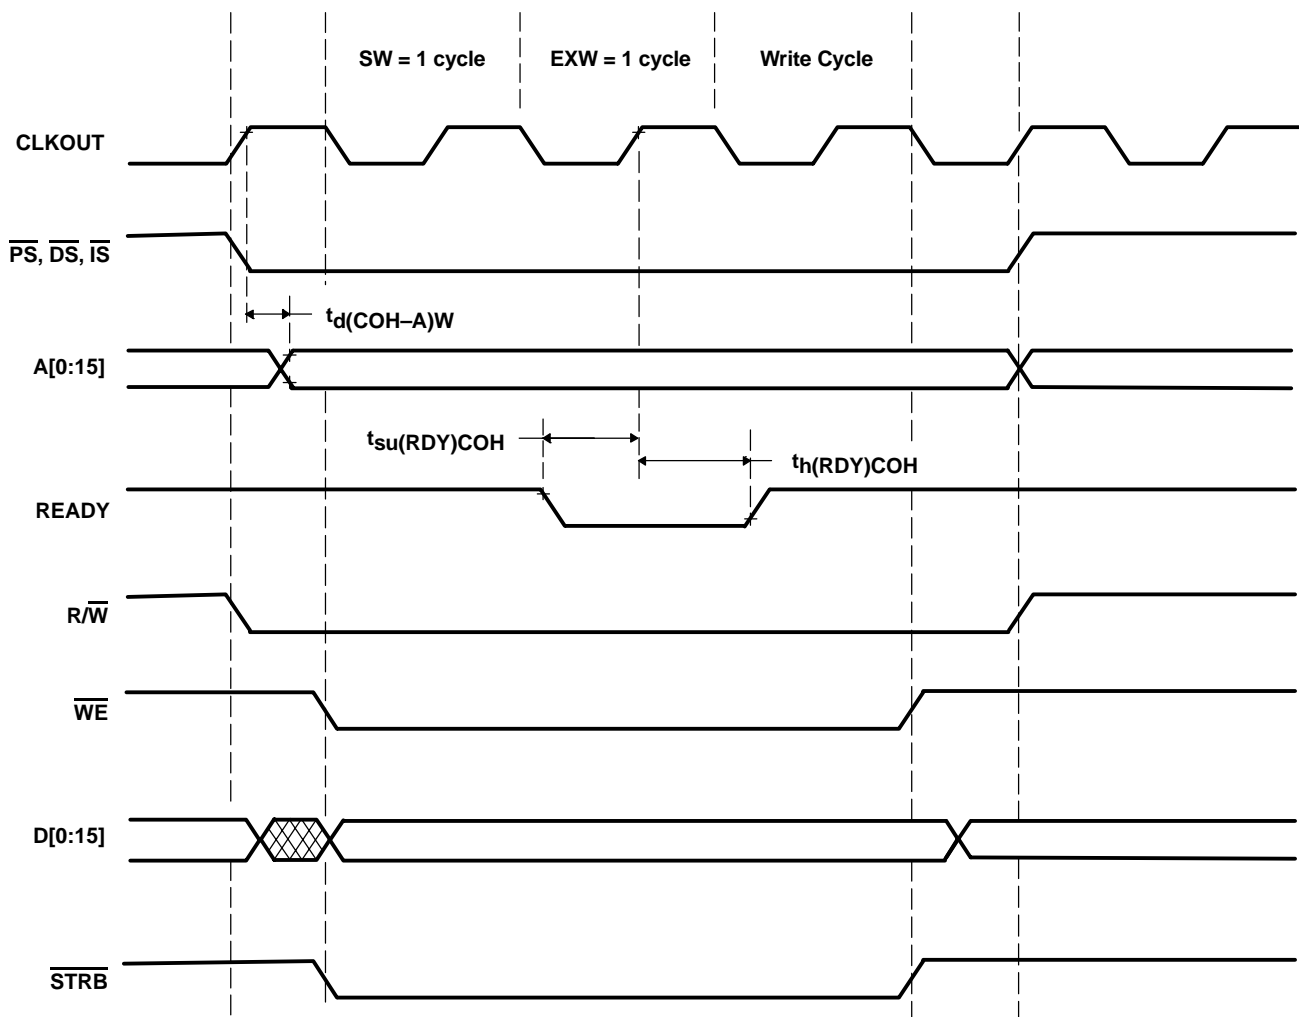 SW = 1 cycle EXW = 1 cycle Write Cycle
CLKOUT
PS, DS, IS
td(COH–A)W
A[0:15]
tsu(RDY)COH
th(RDY)COH
READY
R/W
WE
D[0:15]
STRB